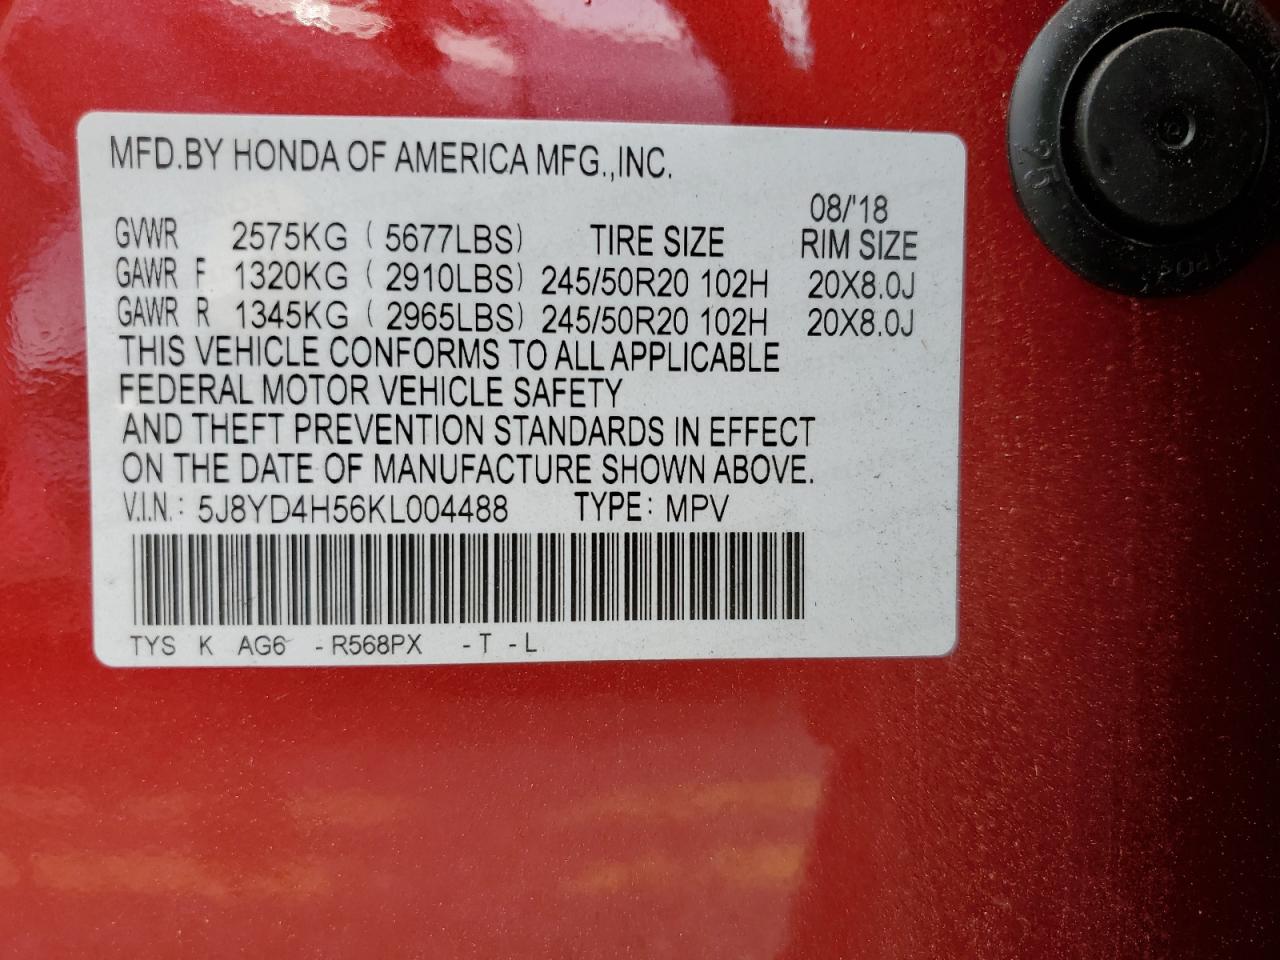 MFD.BY HONDA OF AMERICA MFG.,INC.
08/'18
GVWR 2575KG ( 5677LBS) TIRE SIZE RIM SIZE
GAWR F 1320KG ( 2910LBS) 245/50R20 102H 20X8.0J
GAWR R 1345KG ( 2965LBS) 245/50R20 102H 20X8.0J
THIS VEHICLE CONFORMS TO ALL APPLICABLE
FEDERAL MOTOR VEHICLE SAFETY
AND THEFT PREVENTION STANDARDS IN EFFECT
ON THE DATE OF MANUFACTURE SHOWN ABOVE.
V.I.N.: 5J8YD4H56KL004488 TYPE: MPV
TYS K AG6 - R568PX - T - L
25